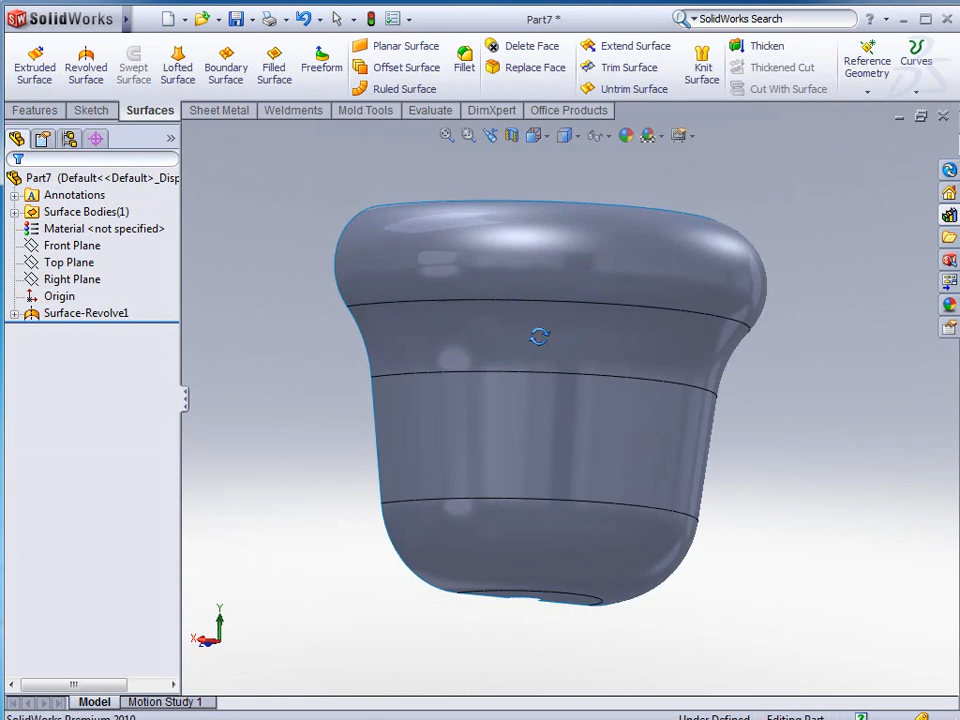 SolidWorks
Part7 *
SolidWorks Search
Extruded Surface
Revolved Surface
Swept Surface
Lofted Surface
Boundary Surface
Filled Surface
Freeform
Planar Surface
Offset Surface
Ruled Surface
Fillet
Delete Face
Replace Face
Extend Surface
Trim Surface
Untrim Surface
Knit Surface
Thicken
Thickened Cut
Cut With Surface
Reference Geometry
Curves
Features
Sketch
Surfaces
Sheet Metal
Weldments
Mold Tools
Evaluate
DimXpert
Office Products
Part7 (Default<<Default>_Disp
Annotations
Surface Bodies(1)
Material <not specified>
Front Plane
Top Plane
Right Plane
Origin
Surface-Revolve1
Y
X
Z
Model
Motion Study 1
SolidWorks Premium 2010
Under Defined
Editing Part